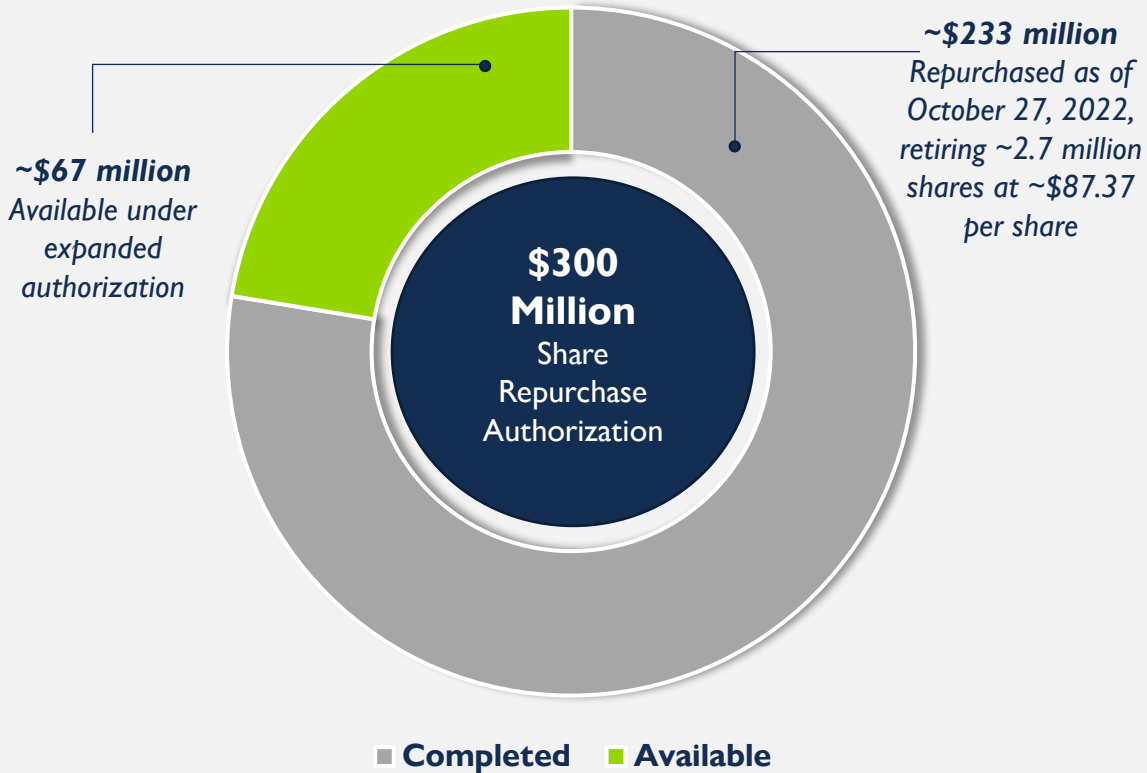 ~$233 million
Repurchased as of
October 27, 2022,
retiring ~2.7 million
shares at ~$87.37
per share
~$67 million
Available under
expanded
authorization
$300
Million
Share
Repurchase
Authorization
Completed
Available